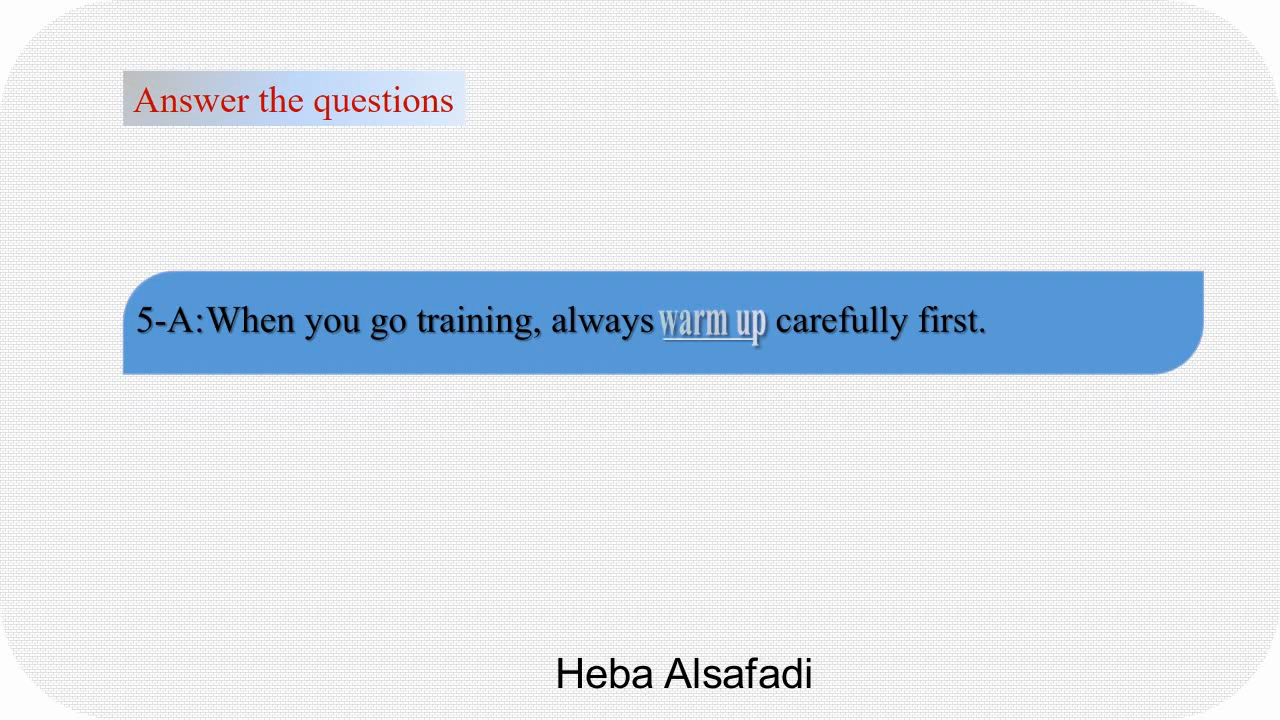 Answer the questions
5-A:When you go training, always warm up carefully first.
Heba Alsafadi